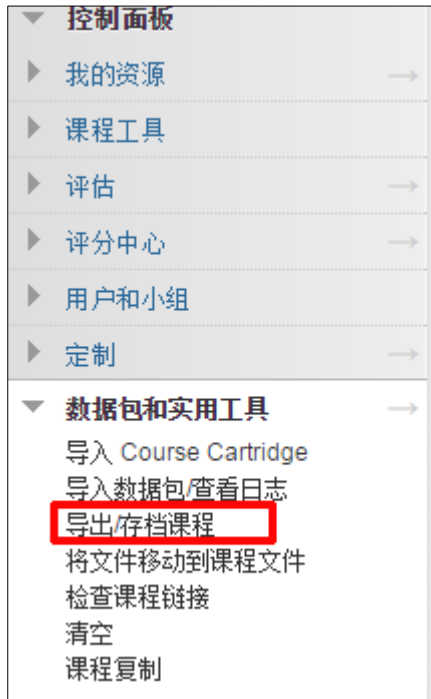 控制面板
我的资源
课程工具
评估
评分中心
用户和小组
定制
数据包和实用工具
导入 Course Cartridge
导入数据包/查看日志
导出/存档课程
将文件移动到课程文件
检查课程链接
清空
课程复制